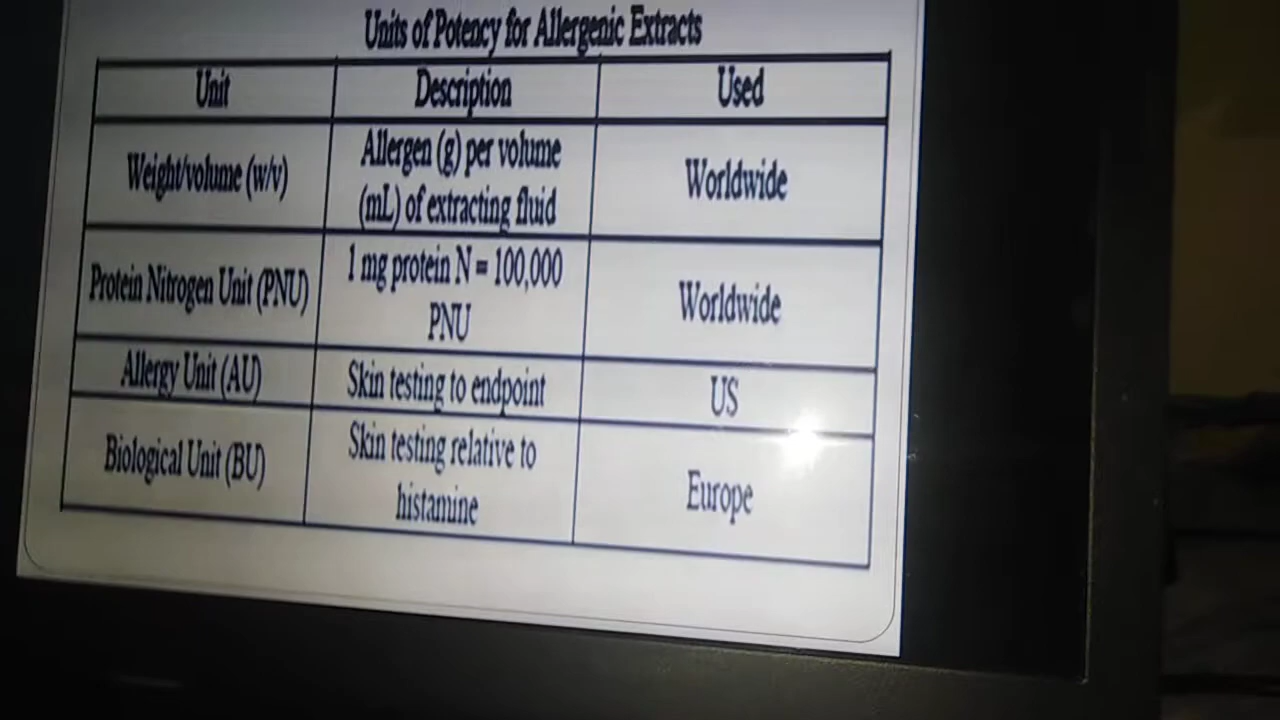 Units of Potency for Allergenic Extracts
Unit Description Used
Weight/volume (w/v) Allergen (g) per volume (mL) of extracting fluid Worldwide
Protein Nitrogen Unit (PNU) 1 mg protein N = 100,000 PNU Worldwide
Allergy Unit (AU) Skin testing to endpoint US
Biological Unit (BU) Skin testing relative to histamine Europe